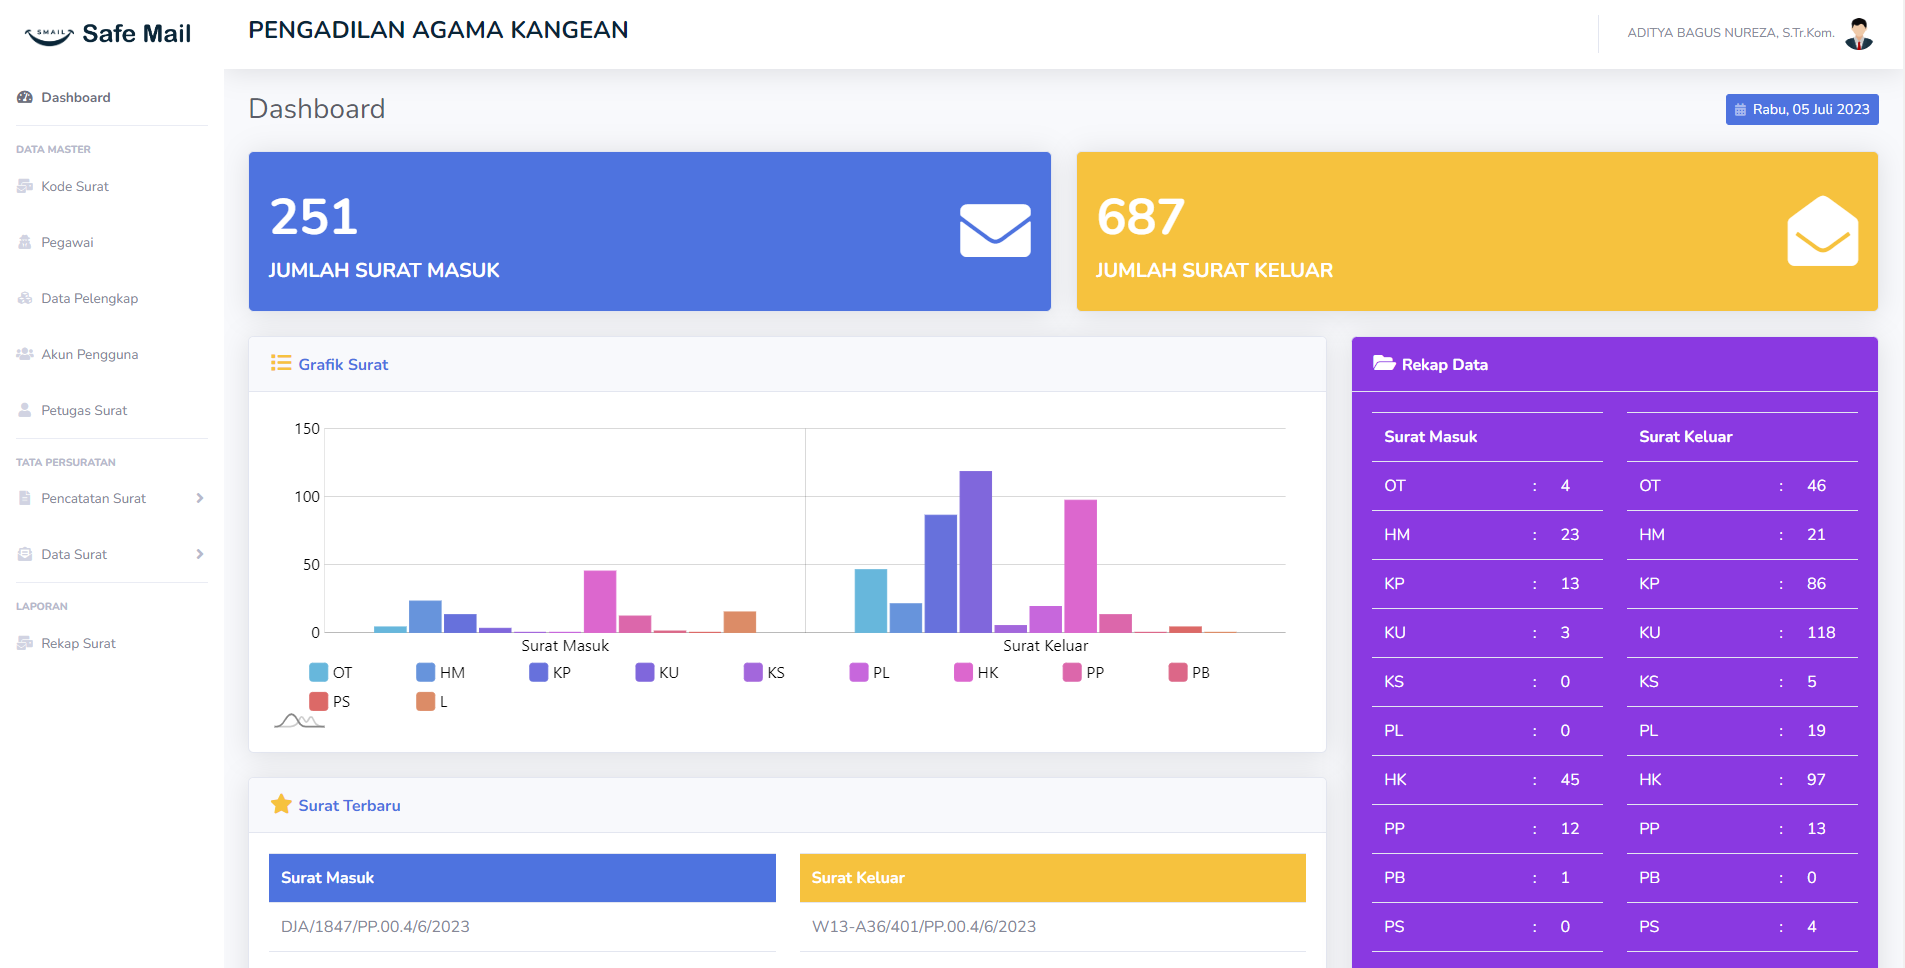 SMAIL Safe Mail
PENGADILAN AGAMA KANGEAN
ADITYA BAGUS NUREZA, S.Tr.Kom.
Dashboard
DATA MASTER
Kode Surat
Pegawai
Data Pelengkap
Akun Pengguna
Petugas Surat
TATA PERSURATAN
Pencatatan Surat
Data Surat
LAPORAN
Rekap Surat
Dashboard
Rabu, 05 Juli 2023
251
JUMLAH SURAT MASUK
687
JUMLAH SURAT KELUAR
Grafik Surat
150
100
50
0
Surat Masuk Surat Keluar
OT HM KP KU KS PL HK PP PB
PS L
Surat Terbaru
Surat Masuk
DJA/1847/PP.00.4/6/2023
Surat Keluar
W13-A36/401/PP.00.4/6/2023
Rekap Data
Surat Masuk
OT : 4
HM : 23
KP : 13
KU : 3
KS : 0
PL : 0
HK : 45
PP : 12
PB : 1
PS : 0
Surat Keluar
OT : 46
HM : 21
KP : 86
KU : 118
KS : 5
PL : 19
HK : 97
PP : 13
PB : 0
PS : 4